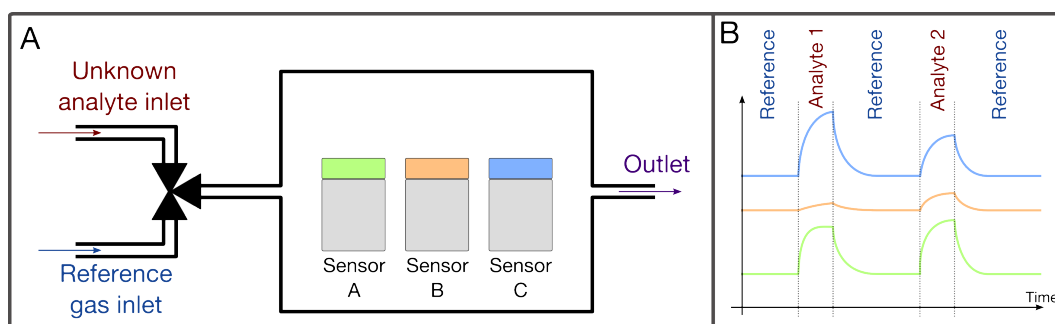 A
Unknown
analyte inlet
Reference
gas inlet
Sensor
A
Sensor
B
Sensor
C
Outlet
B
Reference
Analyte 1
Reference
Analyte 2
Reference
Time